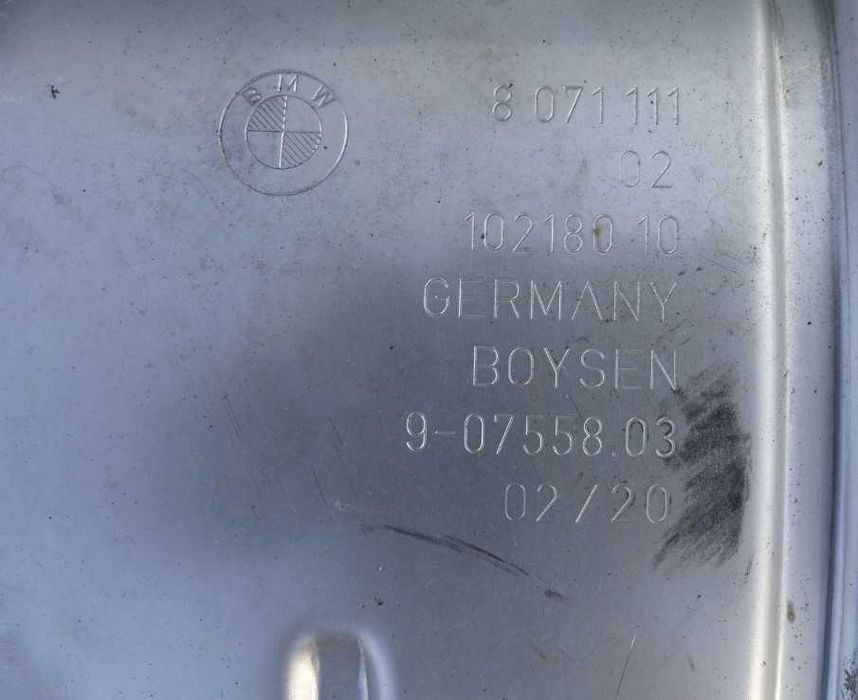 BMW
8 071 111
02
102180 10
GERMANY
BOYSEN
9-07558.03
02/20